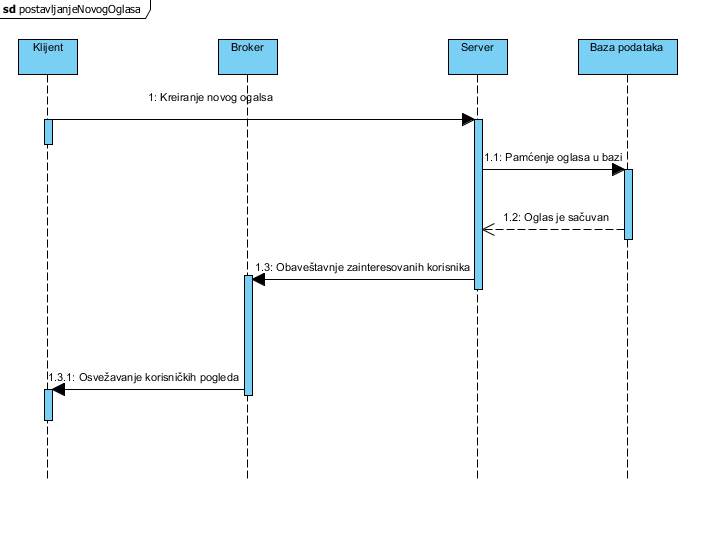 sd postavljanjeNovogOglasa
Klijent
Broker
Server
Baza podataka
1: Kreiranje novog ogalsa
1.1: Pamćenje oglasa u bazi
1.2: Oglas je sačuvan
1.3: Obaveštavnje zainteresovanih korisnika
1.3.1: Osvežavanje korisničkih pogleda